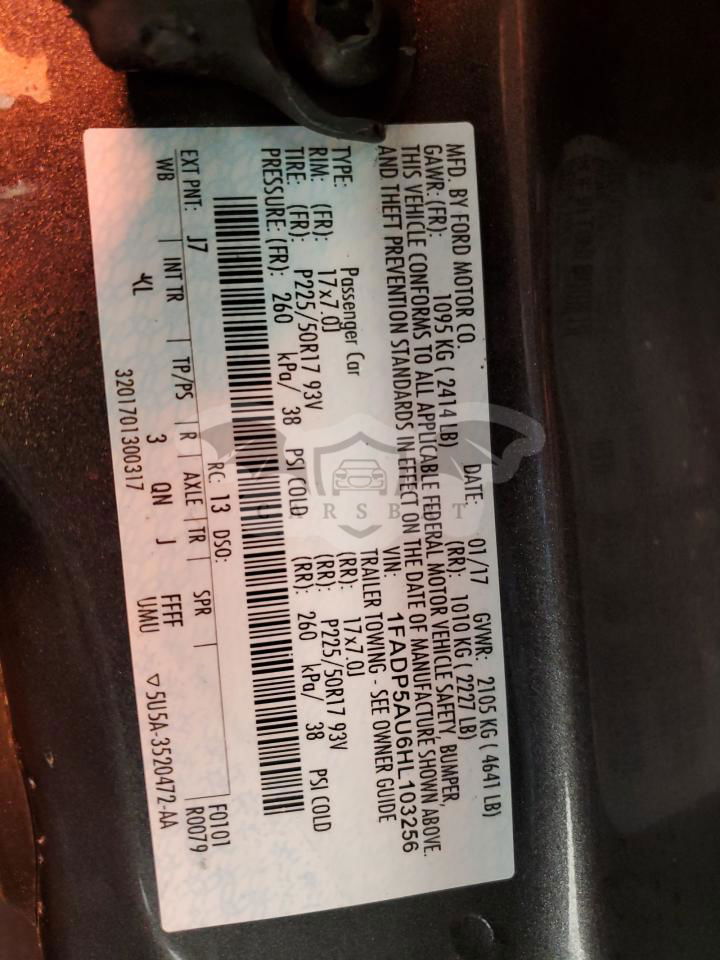 MFD. BY FORD MOTOR CO.
DATE: 01/17 GVWR: 2105 KG ( 4641 LB)
GAWR: (FR): 1095 KG ( 2414 LB) (RR): 1010 KG ( 2227 LB)
THIS VEHICLE CONFORMS TO ALL APPLICABLE FEDERAL MOTOR VEHICLE SAFETY, BUMPER,
AND THEFT PREVENTION STANDARDS IN EFFECT ON THE DATE OF MANUFACTURE SHOWN ABOVE.
VIN: 1FADP5AU6HL103256
TYPE: Passenger Car TRAILER TOWING - SEE OWNER GUIDE
RIM: (FR): 17x7.0J (RR): 17x7.0J
TIRE: (FR): P225/50R17 93V (RR): P225/50R17 93V
PRESSURE: (FR): 260 kPa/ 38 PSI COLD (RR): 260 kPa/ 38 PSI COLD
F0101
EXT PNT: J7 RC: 13 DSO: R0079
WB INT TR TP/PS R AXLE TR SPR
YL 3 QN J FFFF
3201701300317 UMU ▽5U5A-3520472-AA
CARSBAT